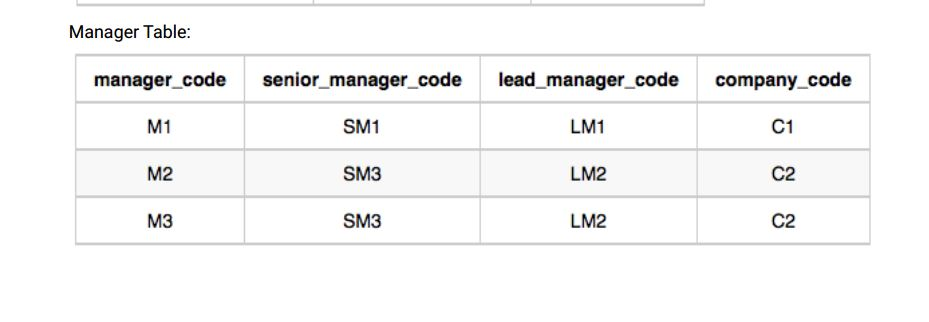 Manager Table:
manager_code senior_manager_code lead_manager_code company_code
M1 SM1 LM1 C1
M2 SM3 LM2 C2
M3 SM3 LM2 C2